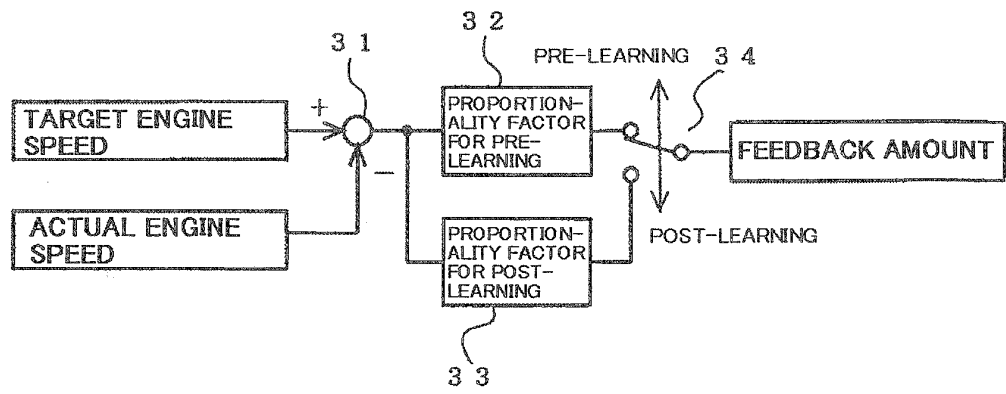 3 2
3 1
3 4
PRE-LEARNING
TARGET ENGINE
SPEED
+
−
PROPORTION-
ALITY FACTOR
FOR PRE-
LEARNING
FEEDBACK AMOUNT
ACTUAL ENGINE
SPEED
PROPORTION-
ALITY FACTOR
FOR POST-
LEARNING
POST-LEARNING
3 3